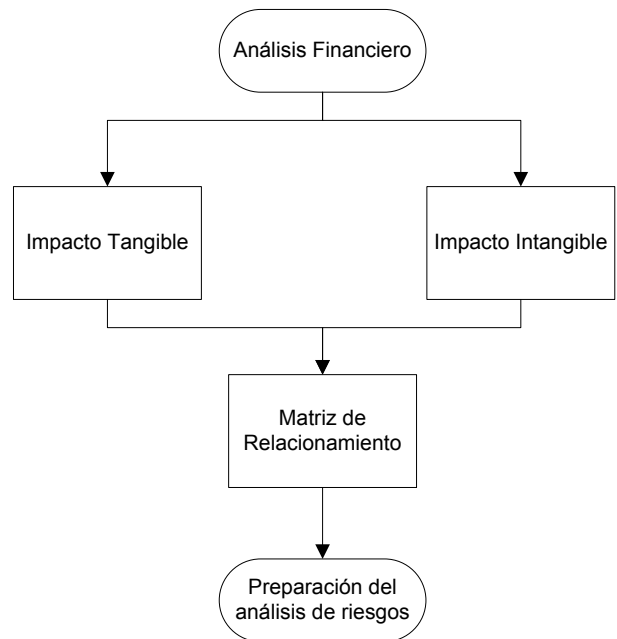 Análisis Financiero
Impacto Tangible
Impacto Intangible
Matriz de
Relacionamiento
Preparación del
análisis de riesgos